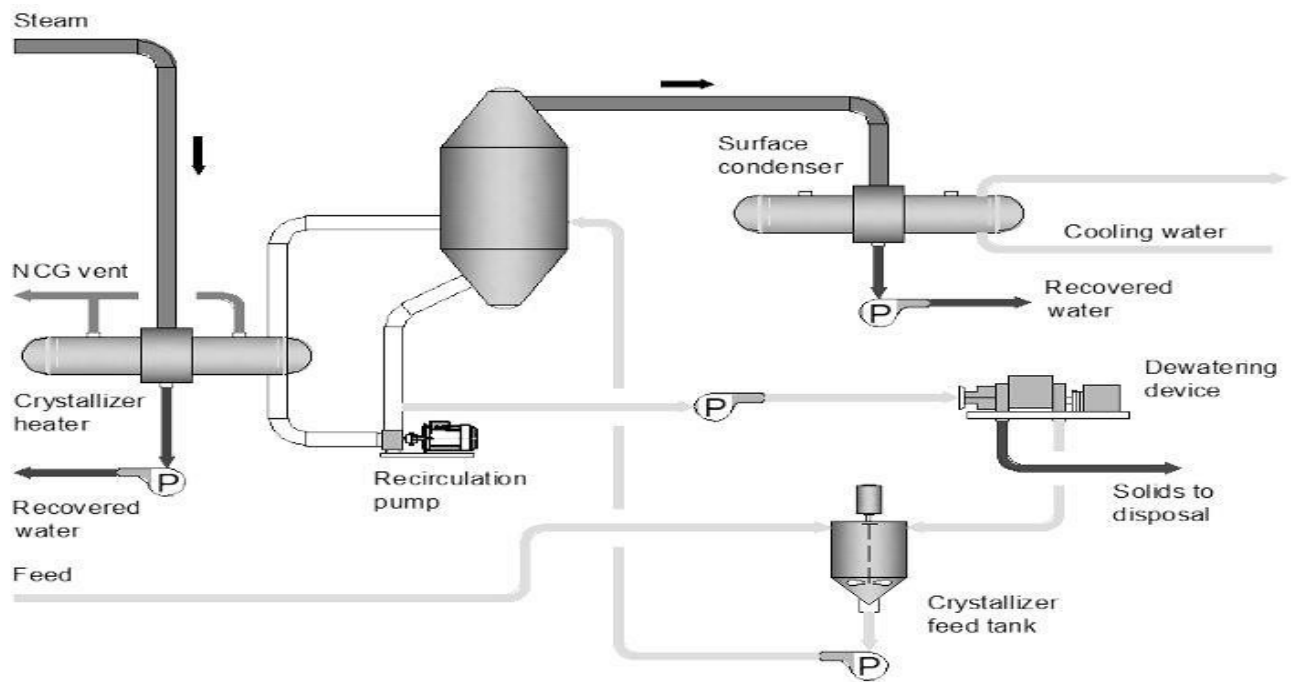 Steam
Surface
condenser
Cooling water
NCG vent
Recovered
water
P
Dewatering
device
Crystallizer
heater
P
P
Recirculation
pump
Recovered
water
Solids to
disposal
Feed
Crystallizer
feed tank
P